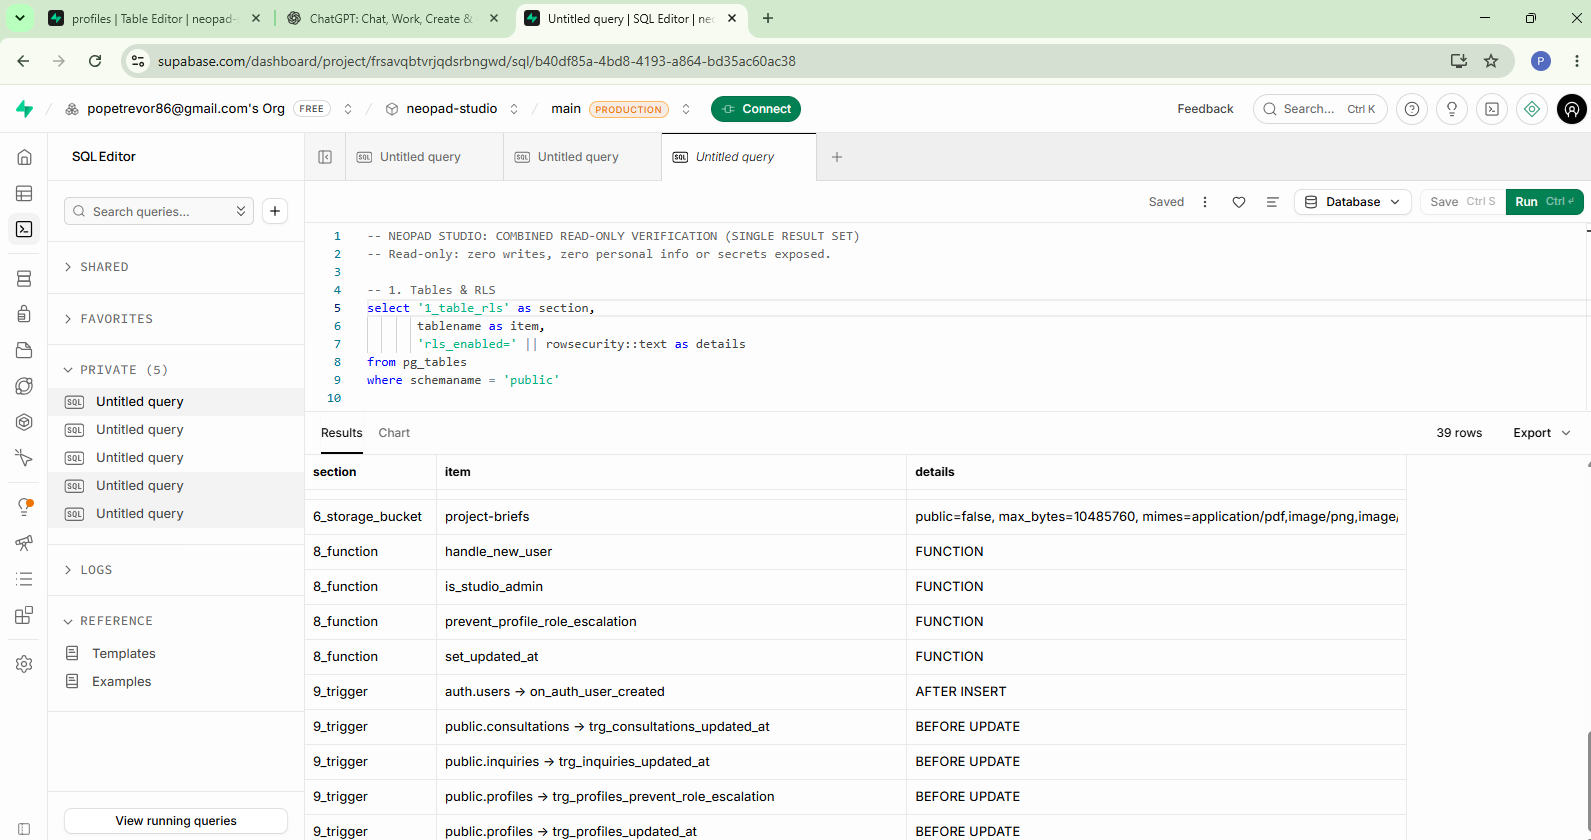 profiles | Table Editor | neopad-
ChatGPT: Chat, Work, Create &
Untitled query | SQL Editor | neo
supabase.com/dashboard/project/frsavqbtvrjqdsrbngwd/sql/b40df85a-4bd8-4193-a864-bd35ac60ac38
P
popetrevor86@gmail.com's Org FREE
neopad-studio
main PRODUCTION
Connect
Feedback
Search... Ctrl K
SQL Editor
SQL Untitled query
SQL Untitled query
SQL Untitled query
Search queries...
Saved
Database
Save Ctrl S
Run Ctrl
SHARED
FAVORITES
PRIVATE (5)
SQL Untitled query
SQL Untitled query
SQL Untitled query
SQL Untitled query
SQL Untitled query
LOGS
REFERENCE
Templates
Examples
View running queries
1 -- NEOPAD STUDIO: COMBINED READ-ONLY VERIFICATION (SINGLE RESULT SET)
2 -- Read-only: zero writes, zero personal info or secrets exposed.
3
4 -- 1. Tables & RLS
5 select '1_table_rls' as section,
6 tablename as item,
7 'rls_enabled=' || rowsecurity::text as details
8 from pg_tables
9 where schemaname = 'public'
10
Results Chart 39 rows Export
section item details
6_storage_bucket project-briefs public=false, max_bytes=10485760, mimes=application/pdf,image/png,image/
8_function handle_new_user FUNCTION
8_function is_studio_admin FUNCTION
8_function prevent_profile_role_escalation FUNCTION
8_function set_updated_at FUNCTION
9_trigger auth.users → on_auth_user_created AFTER INSERT
9_trigger public.consultations → trg_consultations_updated_at BEFORE UPDATE
9_trigger public.inquiries → trg_inquiries_updated_at BEFORE UPDATE
9_trigger public.profiles → trg_profiles_prevent_role_escalation BEFORE UPDATE
9_trigger public.profiles → trg_profiles_updated_at BEFORE UPDATE